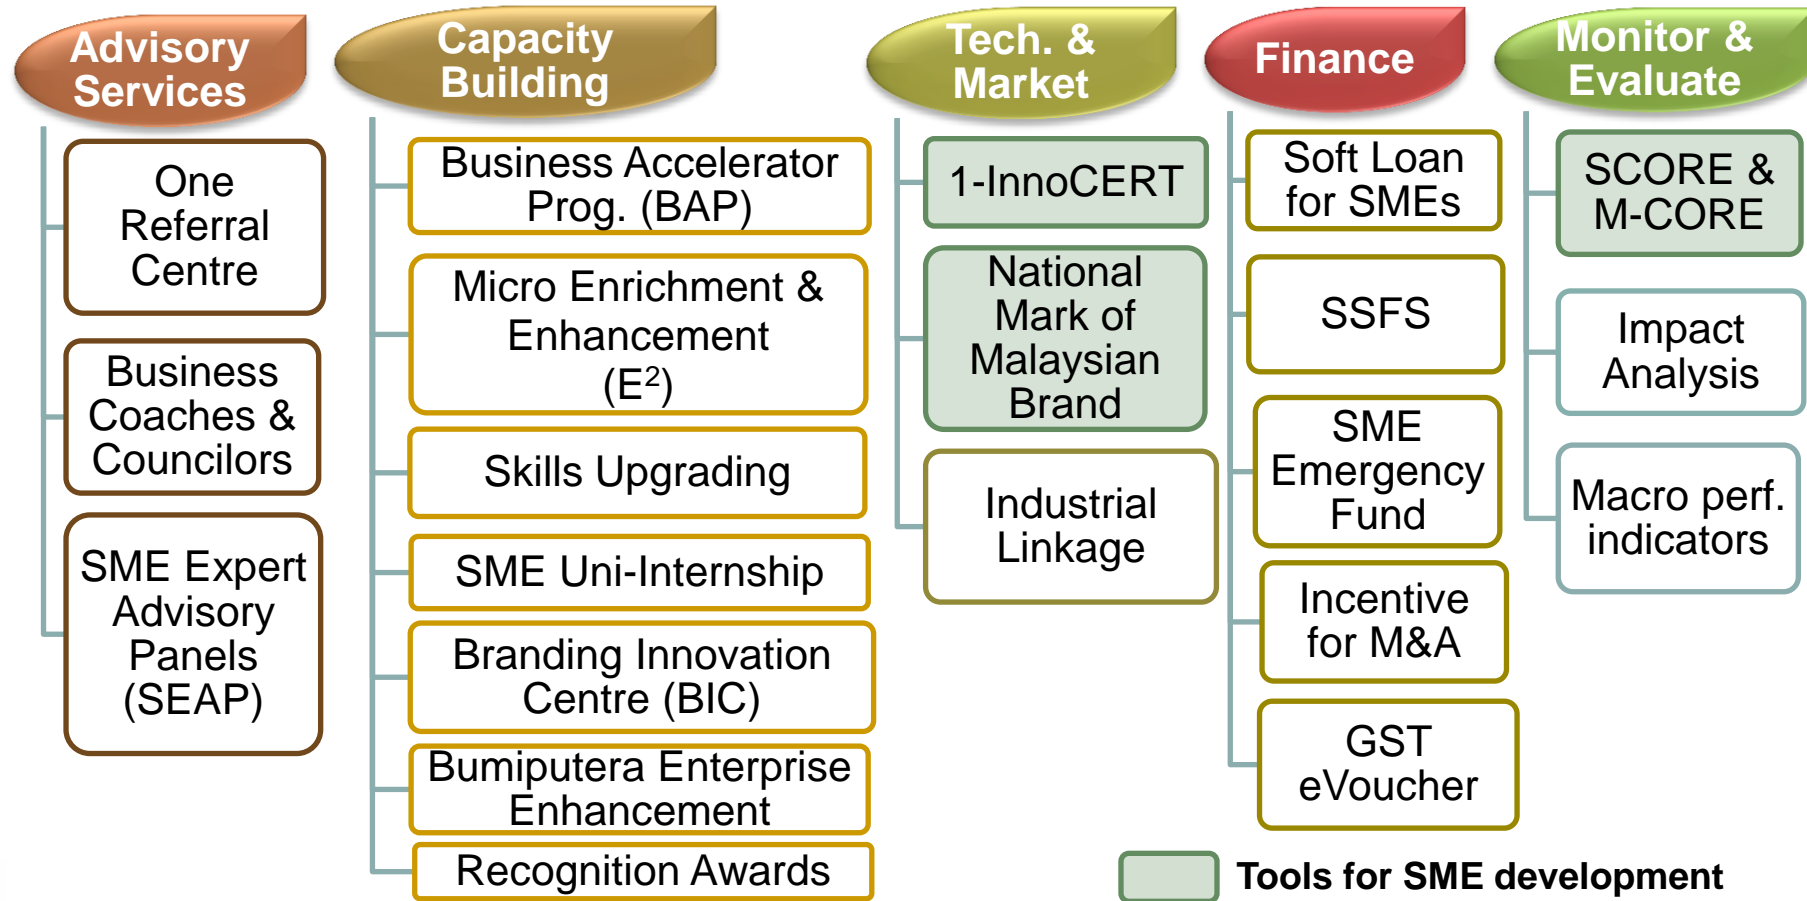 Advisory
Services
One
Referral
Centre
Business
Coaches &
Councilors
SME Expert
Advisory
Panels
(SEAP)
Capacity
Building
Business Accelerator
Prog. (BAP)
Micro Enrichment &
Enhancement
(E²)
Skills Upgrading
SME Uni-Internship
Branding Innovation
Centre (BIC)
Bumiputera Enterprise
Enhancement
Recognition Awards
Tech. &
Market
1-InnoCERT
National
Mark of
Malaysian
Brand
Industrial
Linkage
Finance
Soft Loan
for SMEs
SSFS
SME
Emergency
Fund
Incentive
for M&A
GST
eVoucher
Monitor &
Evaluate
SCORE &
M-CORE
Impact
Analysis
Macro perf.
indicators
Tools for SME development